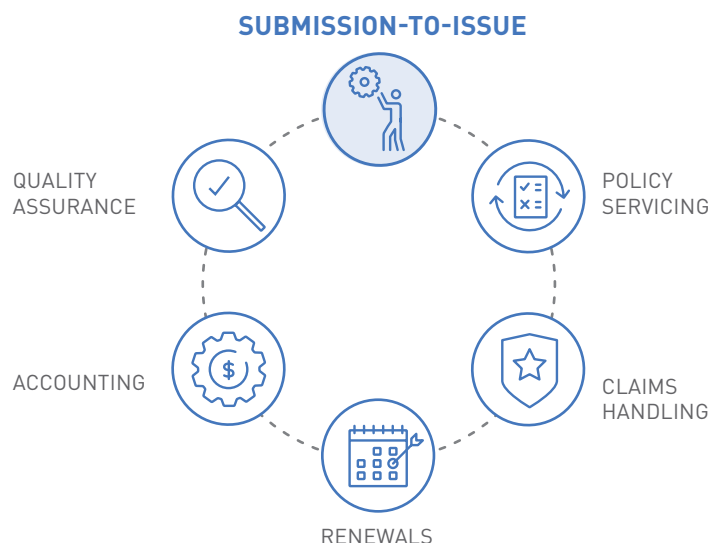 SUBMISSION-TO-ISSUE
QUALITY
ASSURANCE
POLICY
SERVICING
$
ACCOUNTING
CLAIMS
HANDLING
RENEWALS